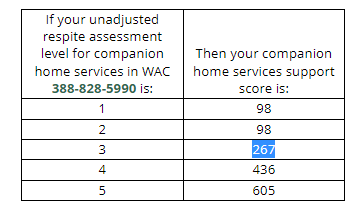 If your unadjusted
respite assessment
level for companion
home services in WAC
388-828-5990 is:
Then your companion
home services support
score is:
1 98
2 98
3 267
4 436
5 605